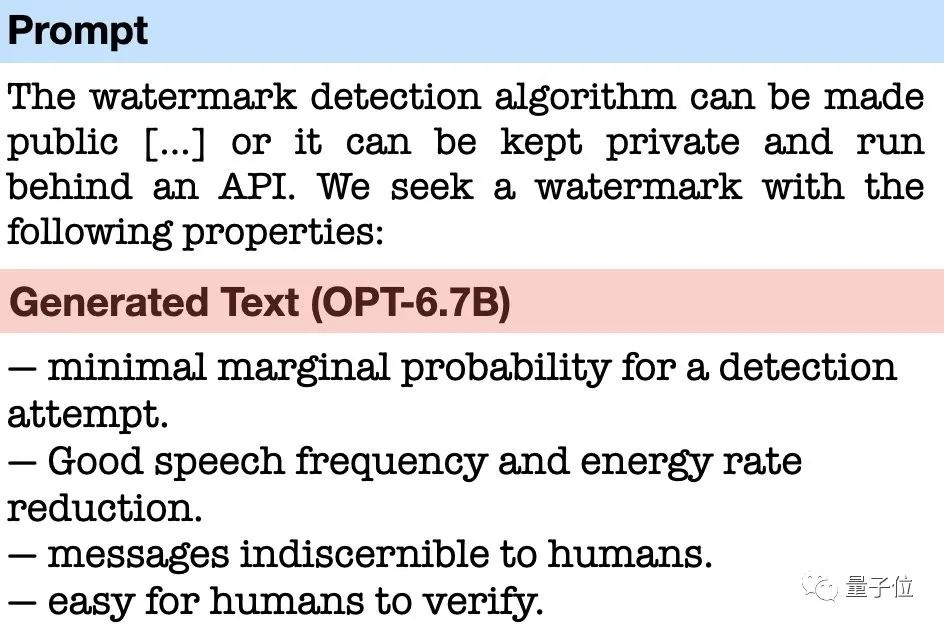 Prompt
The watermark detection algorithm can be made
public [...] or it can be kept private and run
behind an API. We seek a watermark with the
following properties:
Generated Text (OPT-6.7B)
— minimal marginal probability for a detection
attempt.
— Good speech frequency and energy rate
reduction.
— messages indiscernible to humans.
— easy for humans to verify.
量子位